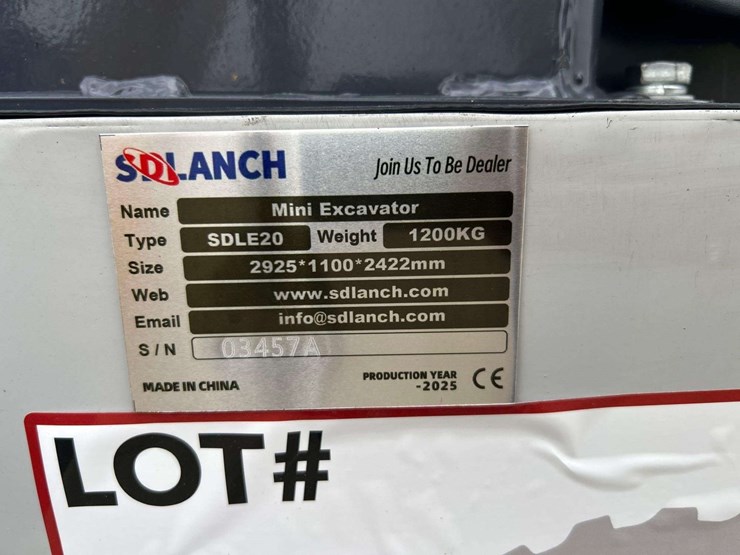 SDLANCH Join Us To Be Dealer
Name Mini Excavator
Type SDLE20 Weight 1200KG
Size 2925*1100*2422mm
Web www.sdlanch.com
Email info@sdlanch.com
S/N 03457A
MADE IN CHINA PRODUCTION YEAR
-2025 CE
LOT#